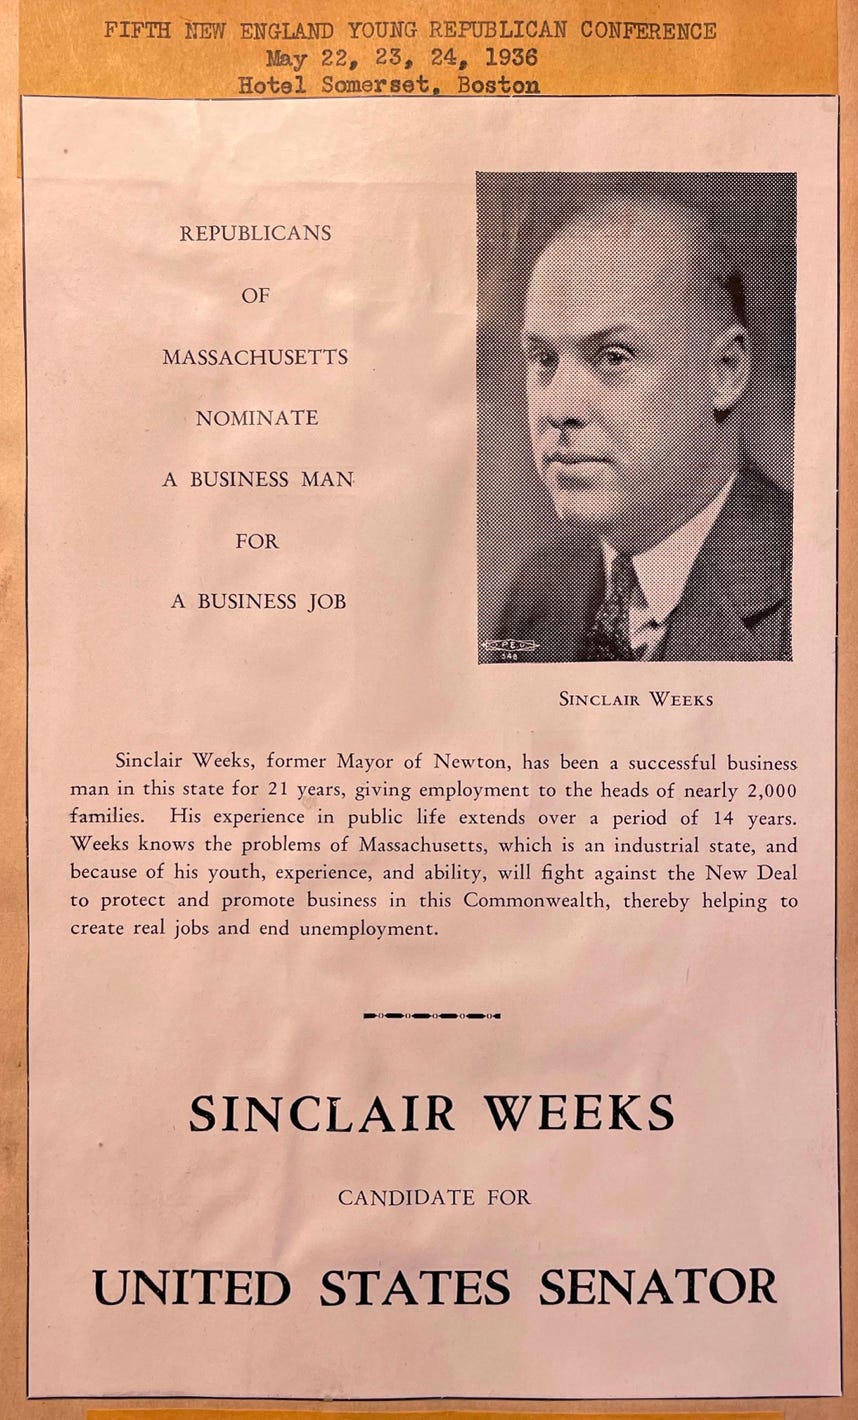 FIFTH NEW ENGLAND YOUNG REPUBLICAN CONFERENCE
May 22, 23, 24, 1936
Hotel Somerset, Boston
REPUBLICANS
OF
MASSACHUSETTS
NOMINATE
A BUSINESS MAN
FOR
A BUSINESS JOB
SINCLAIR WEEKS
Sinclair Weeks, former Mayor of Newton, has been a successful business
man in this state for 21 years, giving employment to the heads of nearly 2,000
families. His experience in public life extends over a period of 14 years.
Weeks knows the problems of Massachusetts, which is an industrial state, and
because of his youth, experience, and ability, will fight against the New Deal
to protect and promote business in this Commonwealth, thereby helping to
create real jobs and end unemployment.
SINCLAIR WEEKS
CANDIDATE FOR
UNITED STATES SENATOR